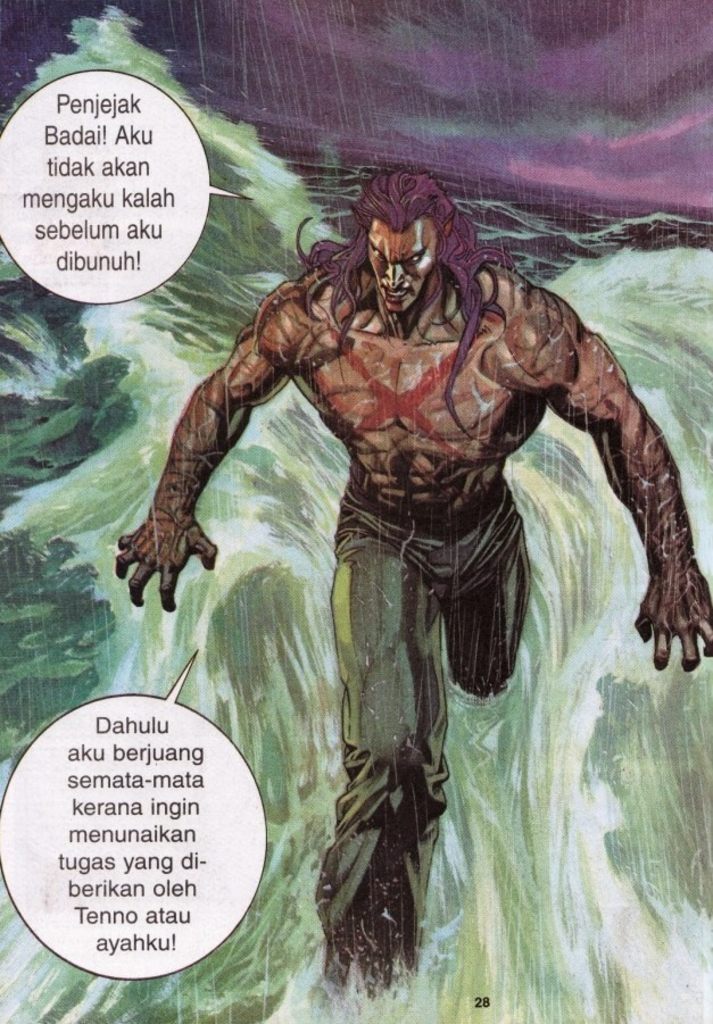 Penjejak
Badai! Aku
tidak akan
mengaku kalah
sebelum aku
dibunuh!
Dahulu
aku berjuang
semata-mata
kerana ingin
menunaikan
tugas yang di-
berikan oleh
Tenno atau
ayahku!
28